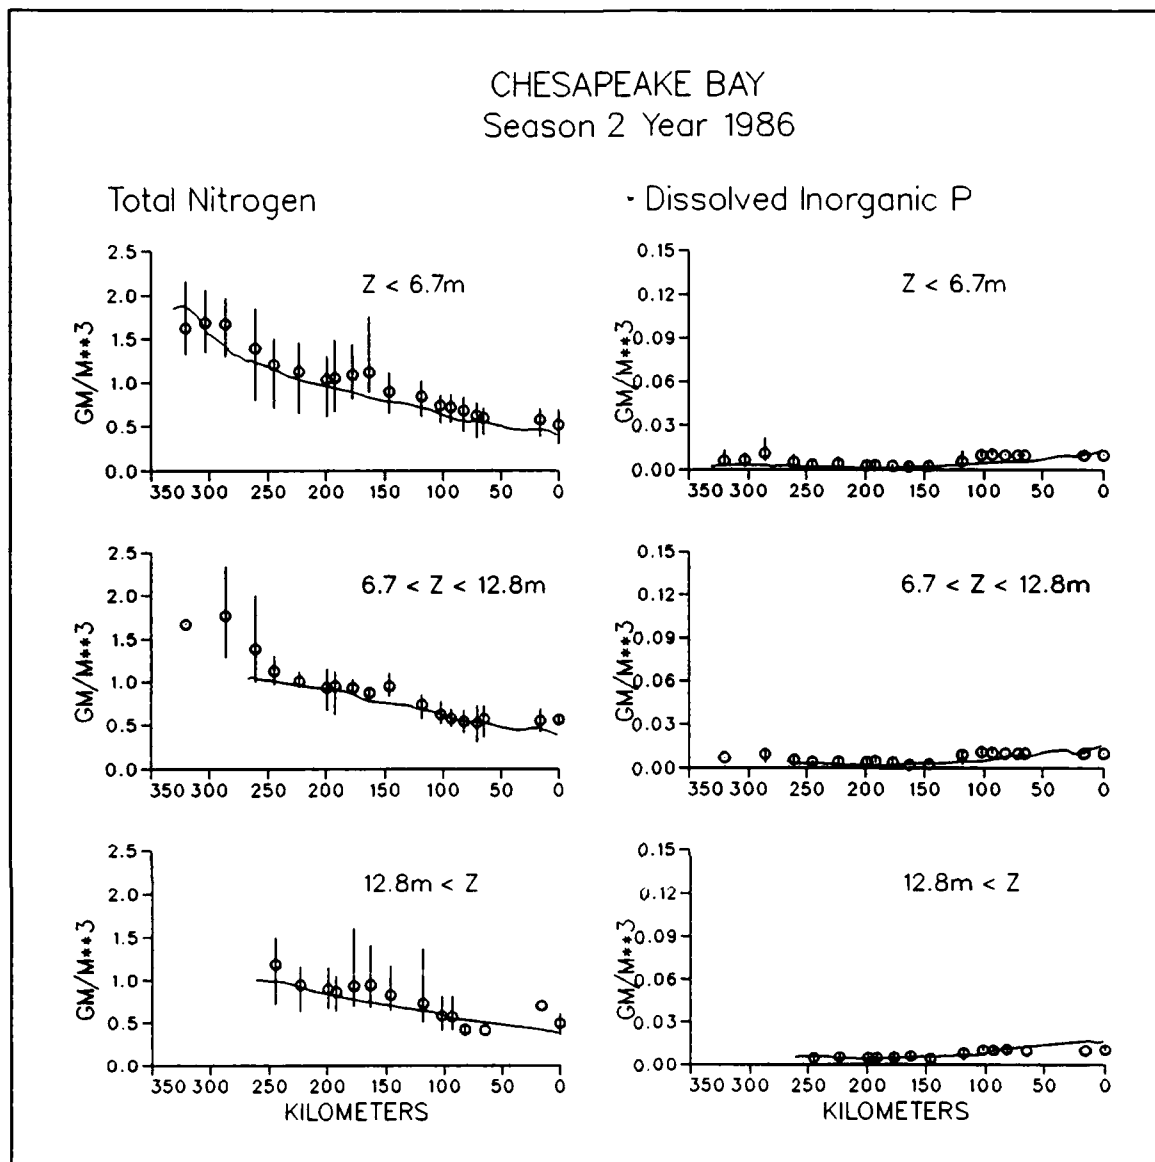 CHESAPEAKE BAY
Season 2 Year 1986
Total Nitrogen
Dissolved Inorganic P
2.5
2.0
1.5
1.0
0.5
0.0
GM/M**3
Z < 6.7m
350 300 250 200 150 100 50 0
0.15
0.12
0.09
0.06
0.03
0.00
GM/M**3
Z < 6.7m
350 300 250 200 150 100 50 0
2.5
2.0
1.5
1.0
0.5
0.0
GM/M**3
6.7 < Z < 12.8m
350 300 250 200 150 100 50 0
0.15
0.12
0.09
0.06
0.03
0.00
GM/M**3
6.7 < Z < 12.8m
350 300 250 200 150 100 50 0
2.5
2.0
1.5
1.0
0.5
0.0
GM/M**3
12.8m < Z
350 300 250 200 150 100 50 0
KILOMETERS
0.15
0.12
0.09
0.06
0.03
0.00
GM/M**3
12.8m < Z
350 300 250 200 150 100 50 0
KILOMETERS